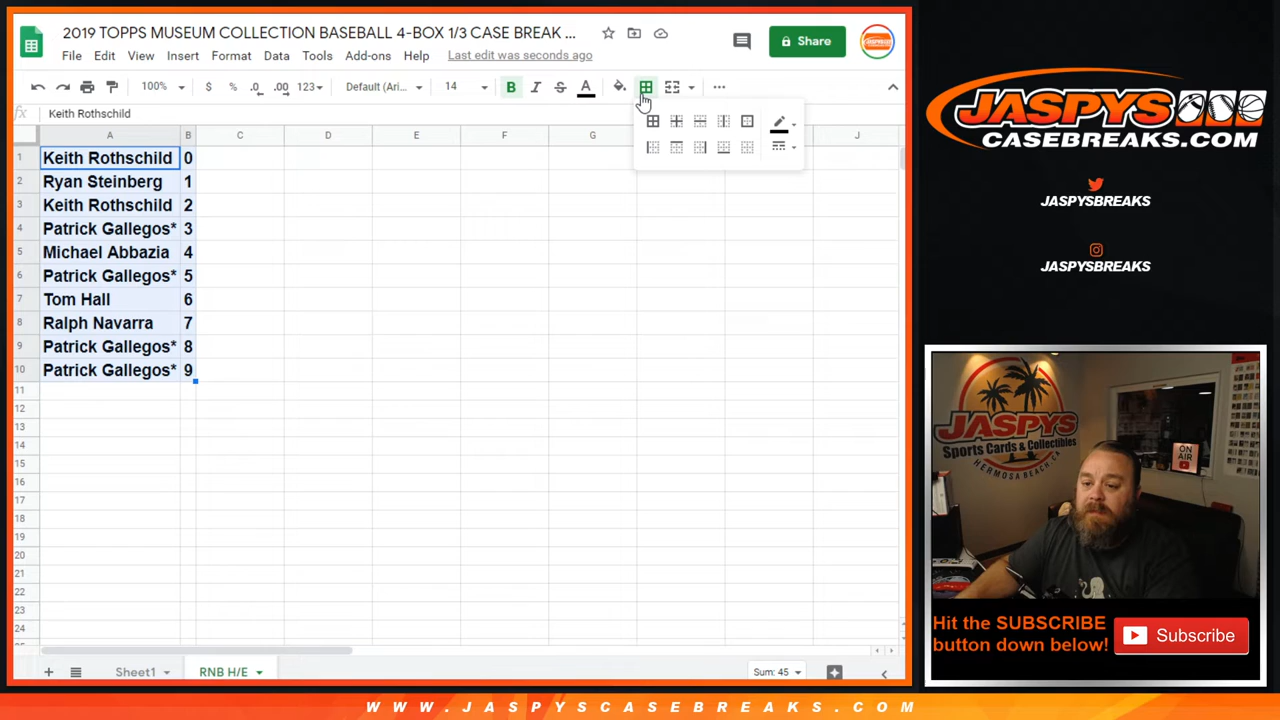 2019 TOPPS MUSEUM COLLECTION BASEBALL 4-BOX 1/3 CASE BREAK ...
Share
File Edit View Insert Format Data Tools Add-ons Help Last edit was seconds ago
100% $ % .0 .00 123 Default (Ari... 14 B I S A ...
fx Keith Rothschild
A B C D E F G H I J
1 Keith Rothschild 0
2 Ryan Steinberg 1
3 Keith Rothschild 2
4 Patrick Gallegos* 3
5 Michael Abbazia 4
6 Patrick Gallegos* 5
7 Tom Hall 6
8 Ralph Navarra 7
9 Patrick Gallegos* 8
10 Patrick Gallegos* 9
11
12
13
14
15
16
17
18
19
20
21
22
23
24
Sheet1 RNB H/E Sum: 45
JASPYS
CASEBREAKS.COM
JASPYSBREAKS
JASPYSBREAKS
JASPYS
Sports Cards & Collectibles
HERMOSA BEACH, CA
ON AIR
Hit the SUBSCRIBE
button down below!
Subscribe
WWW.JASPYSCASEBREAKS.COM